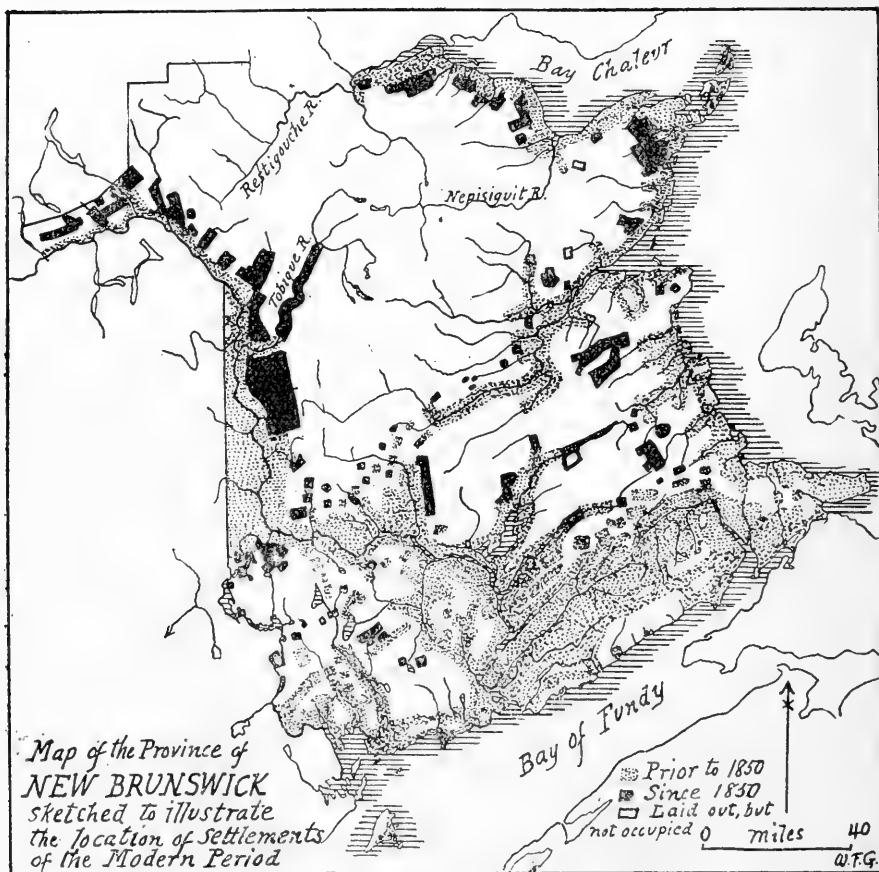 Bay Chaleur
Restigouche R.
Nepisiguit R.
Tobique R.
Bay of Fundy
Map of the Province of
NEW BRUNSWICK
sketched to illustrate
the location of Settlements
of the Modern Period
Prior to 1850
Since 1850
Laid out, but
not occupied
0 miles 40
W.F.G.